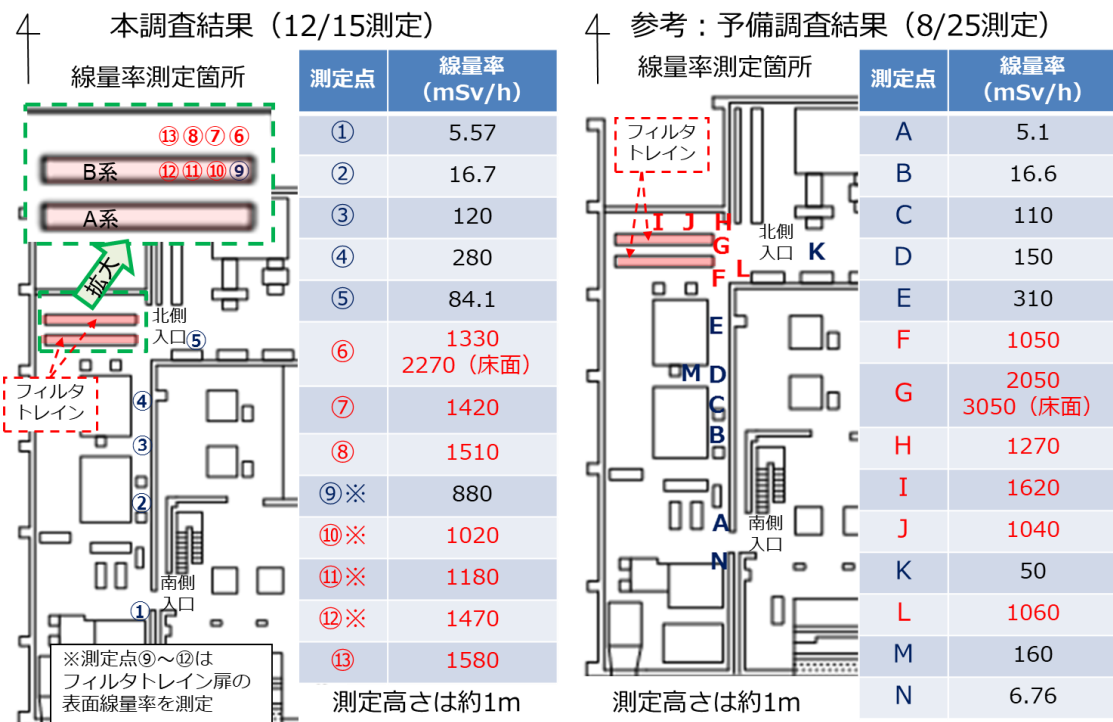 本調査結果（12/15測定）
線量率測定箇所
⑬⑧⑦⑥
B系 ⑫⑪⑩⑨
A系
拡大
北側
入口⑤
フィルタ
トレイン
④
③
②
南側
入口
①
※測定点⑨～⑫は
フィルタトレイン扉の
表面線量率を測定
測定点 線量率
（mSv/h）
① 5.57
② 16.7
③ 120
④ 280
⑤ 84.1
⑥ 1330
2270（床面）
⑦ 1420
⑧ 1510
⑨※ 880
⑩※ 1020
⑪※ 1180
⑫※ 1470
⑬ 1580
測定高さは約1m
参考：予備調査結果（8/25測定）
線量率測定箇所
フィルタ
トレイン
I J H
北側
入口 K
G
L
F
E
M D
C
B
A 南側
入口
N
測定点 線量率
（mSv/h）
A 5.1
B 16.6
C 110
D 150
E 310
F 1050
G 2050
3050（床面）
H 1270
I 1620
J 1040
K 50
L 1060
M 160
N 6.76
測定高さは約1m